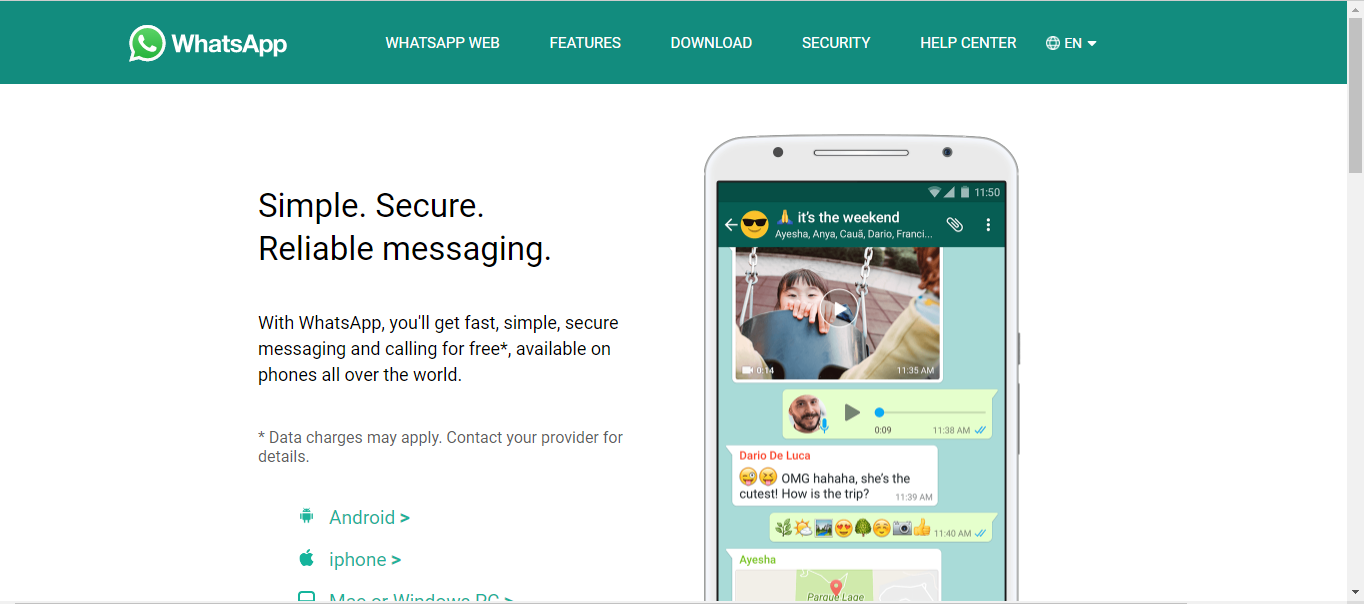 WhatsApp
WHATSAPP WEB
FEATURES
DOWNLOAD
SECURITY
HELP CENTER
EN
Simple. Secure.
Reliable messaging.
With WhatsApp, you'll get fast, simple, secure
messaging and calling for free*, available on
phones all over the world.
* Data charges may apply. Contact your provider for
details.
Android >
iphone >
Mac or Windows PC >
11:50
🙏 it's the weekend
Ayesha, Anya, Cauã, Dario, Franci...
0:14
11:35 AM
0:09
11:38 AM
Dario De Luca
😜😝 OMG hahaha, she's the
cutest! How is the trip?
11:39 AM
🌿🌤🏞😍🌳☺📷👍
11:40 AM
Ayesha
Parque Lage